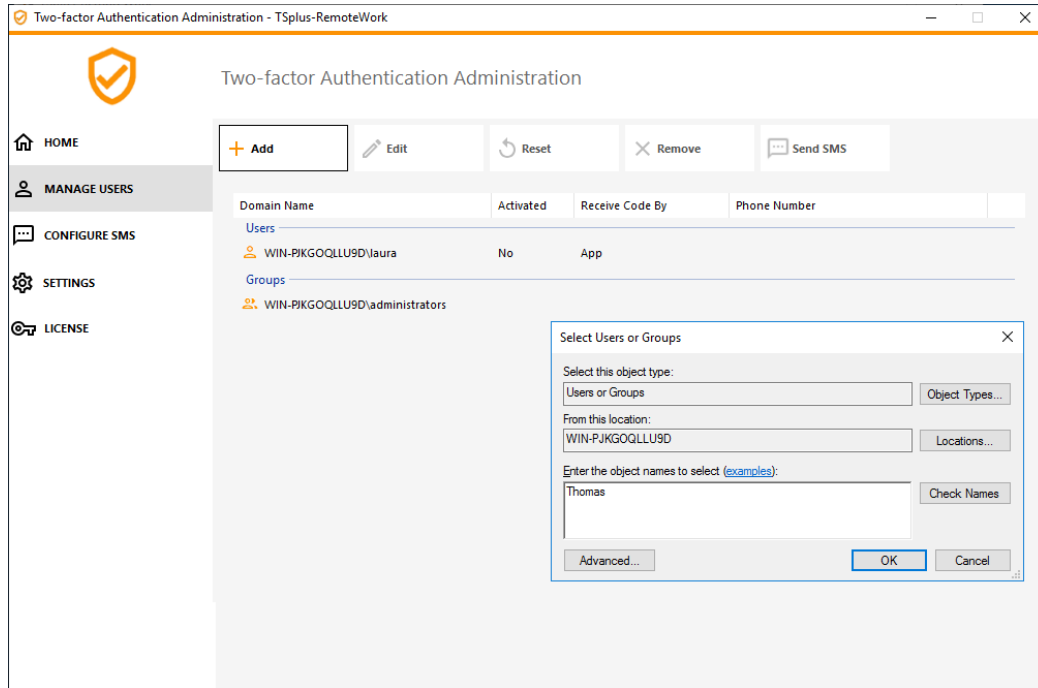 Two-factor Authentication Administration - TSplus-RemoteWork
Two-factor Authentication Administration
HOME
MANAGE USERS
CONFIGURE SMS
SETTINGS
LICENSE
Add Edit Reset Remove Send SMS
Domain Name Activated Receive Code By Phone Number
Users
WIN-PJKGOQLLU9D\laura No App
Groups
WIN-PJKGOQLLU9D\administrators
Select Users or Groups
Select this object type:
Users or Groups Object Types...
From this location:
WIN-PJKGOQLLU9D Locations...
Enter the object names to select (examples):
Thomas Check Names
Advanced... OK Cancel